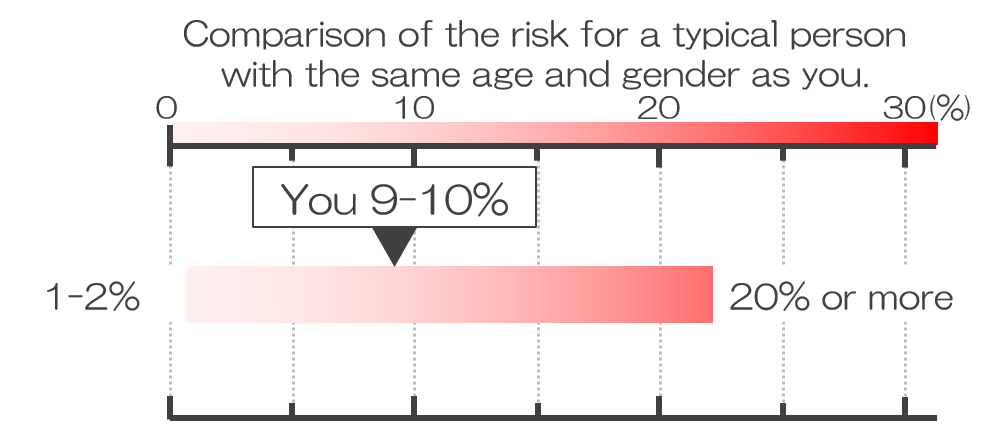 Comparison of the risk for a typical person
with the same age and gender as you.
0 10 20 30(%)
You 9-10%
1-2% 20% or more